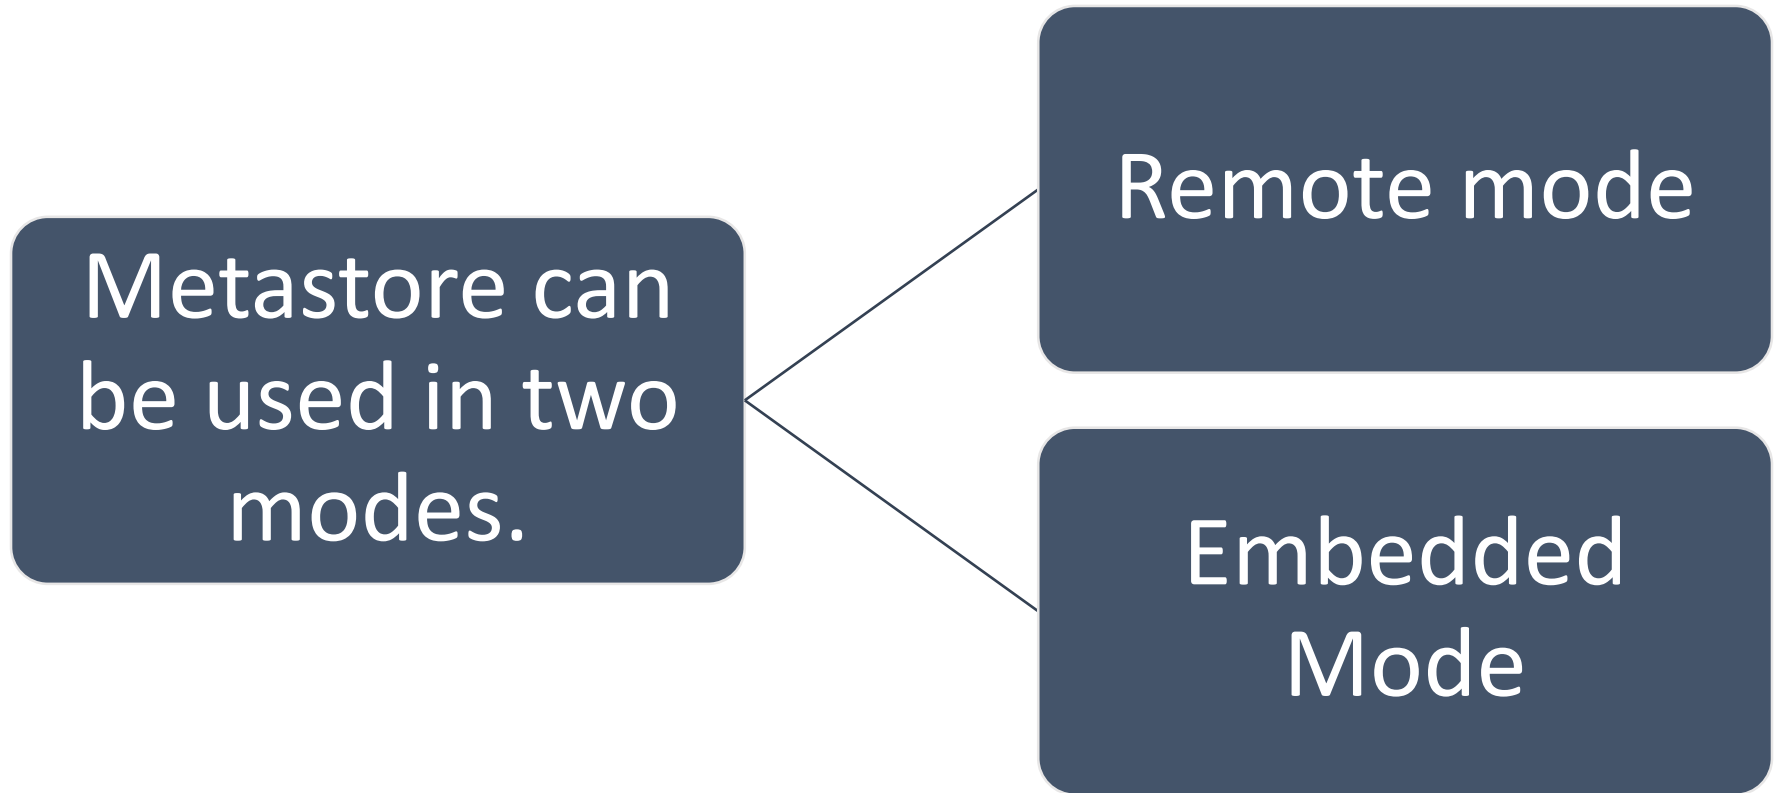 Metastore can
be used in two
modes.
Remote mode
Embedded
Mode